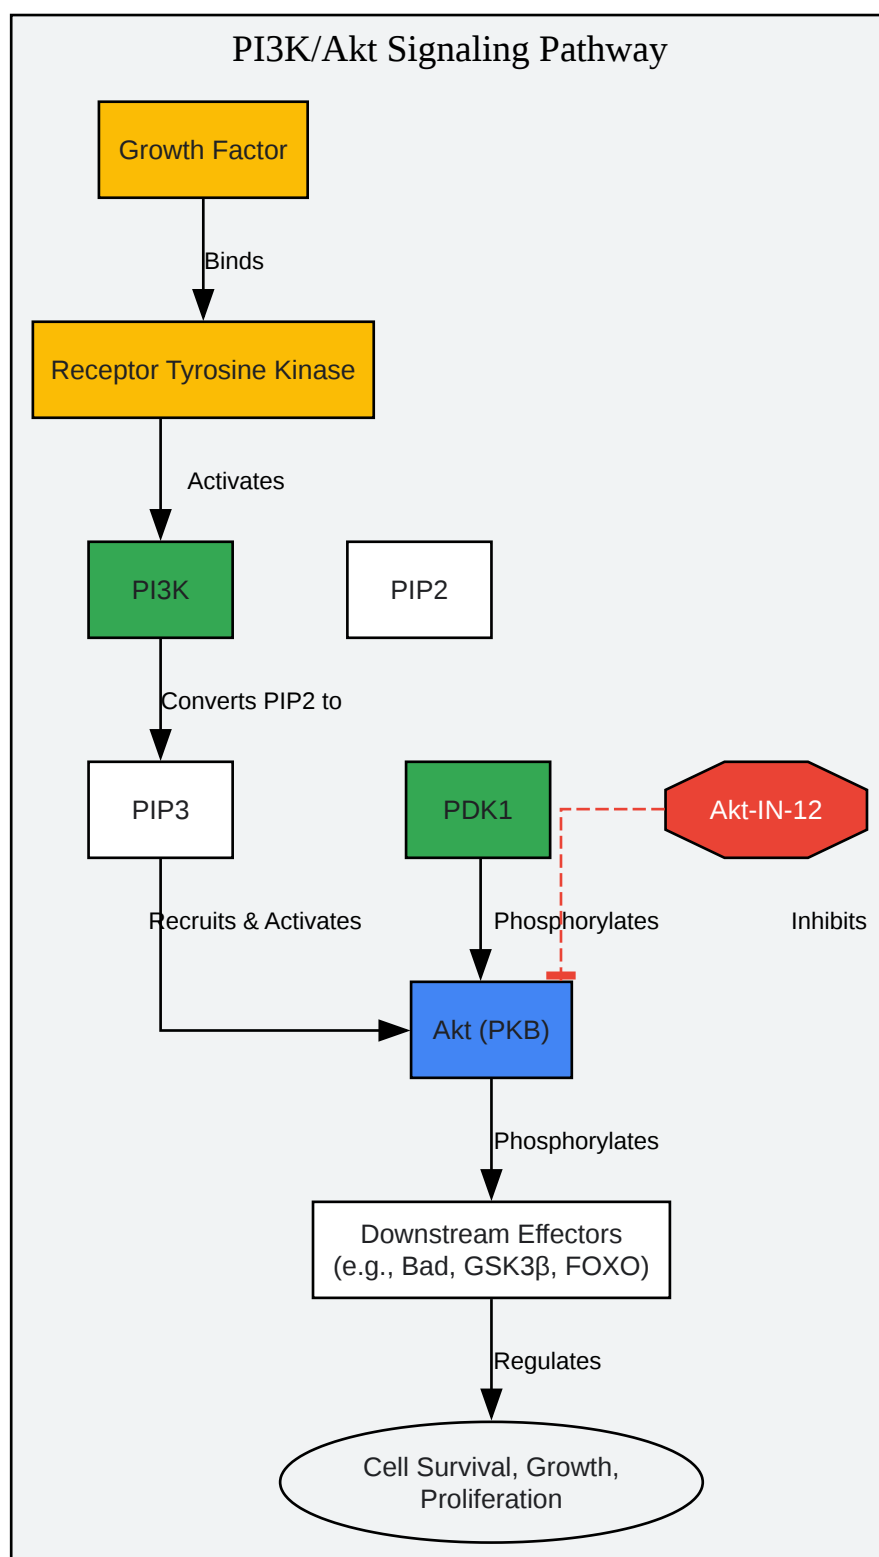 PI3K/Akt Signaling Pathway
Growth Factor
Binds
Receptor Tyrosine Kinase
Activates
PI3K
PIP2
Converts PIP2 to
PIP3
PDK1
Akt-IN-12
Recruits & Activates
Phosphorylates
Inhibits
Akt (PKB)
Phosphorylates
Downstream Effectors
(e.g., Bad, GSK3β, FOXO)
Regulates
Cell Survival, Growth,
Proliferation